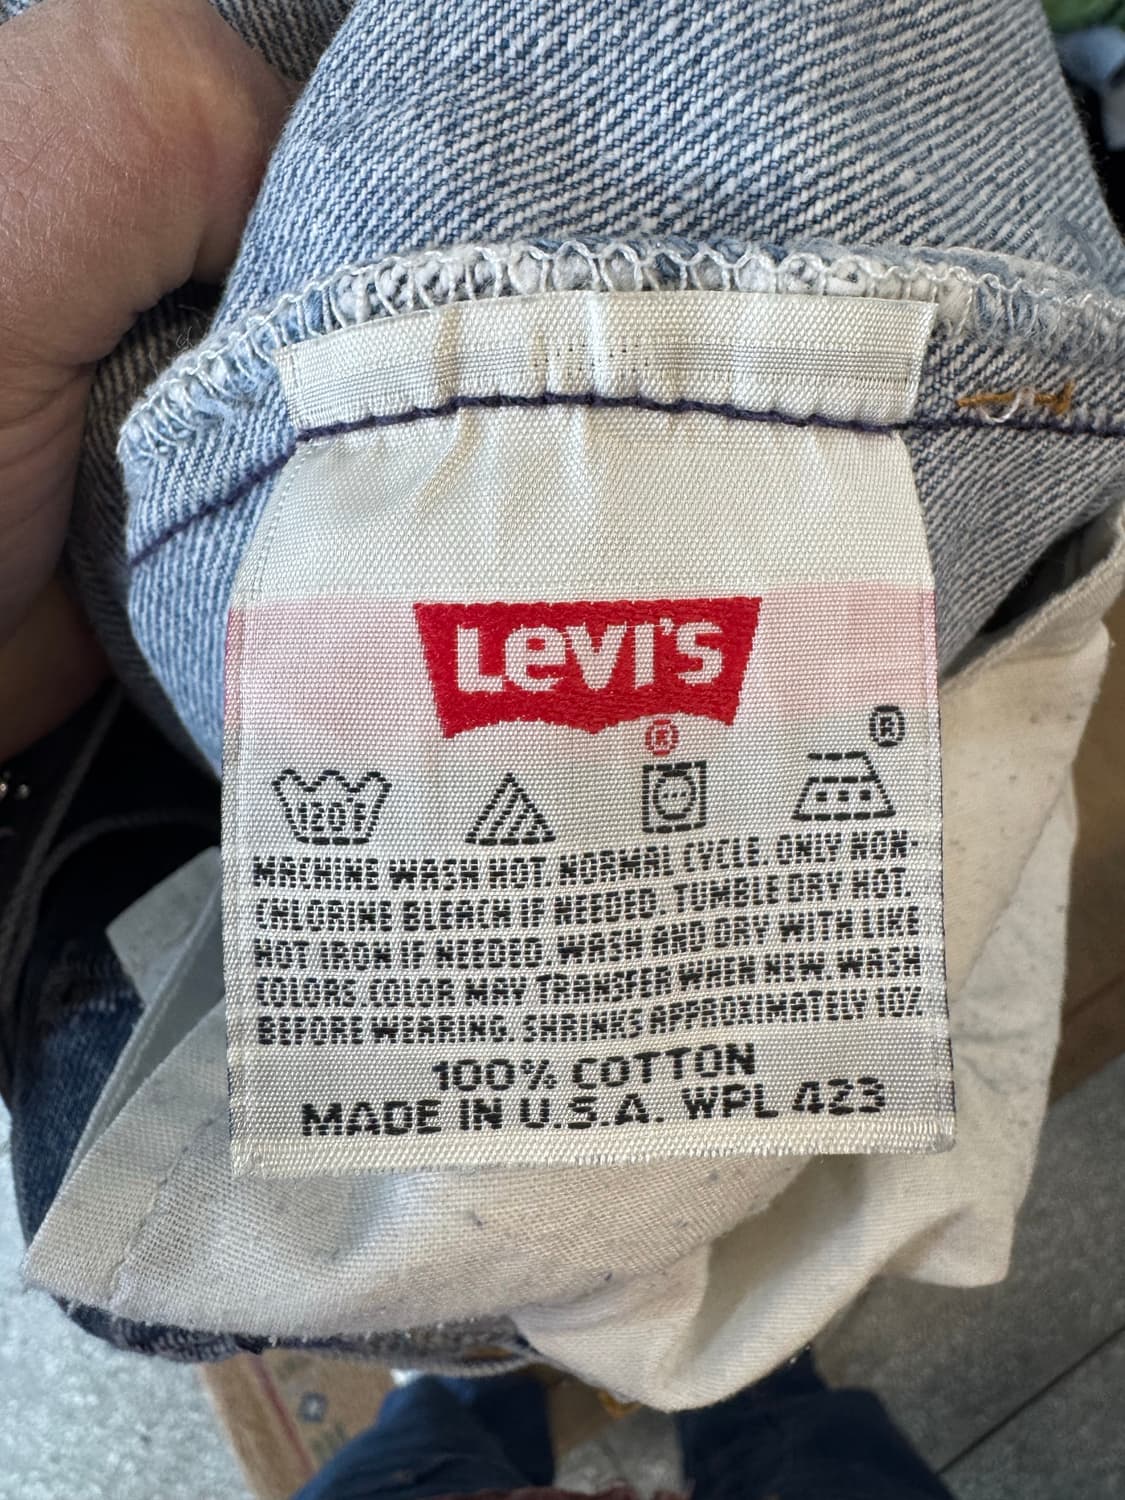 LEVI'S
®
®
120°F
MACHINE WASH HOT, NORMAL CYCLE. ONLY NON-
CHLORINE BLEACH IF NEEDED. TUMBLE DRY HOT.
HOT IRON IF NEEDED. WASH AND DRY WITH LIKE
COLORS. COLOR MAY TRANSFER WHEN NEW. WASH
BEFORE WEARING. SHRINKS APPROXIMATELY 10%.
100% COTTON
MADE IN U.S.A. WPL 423